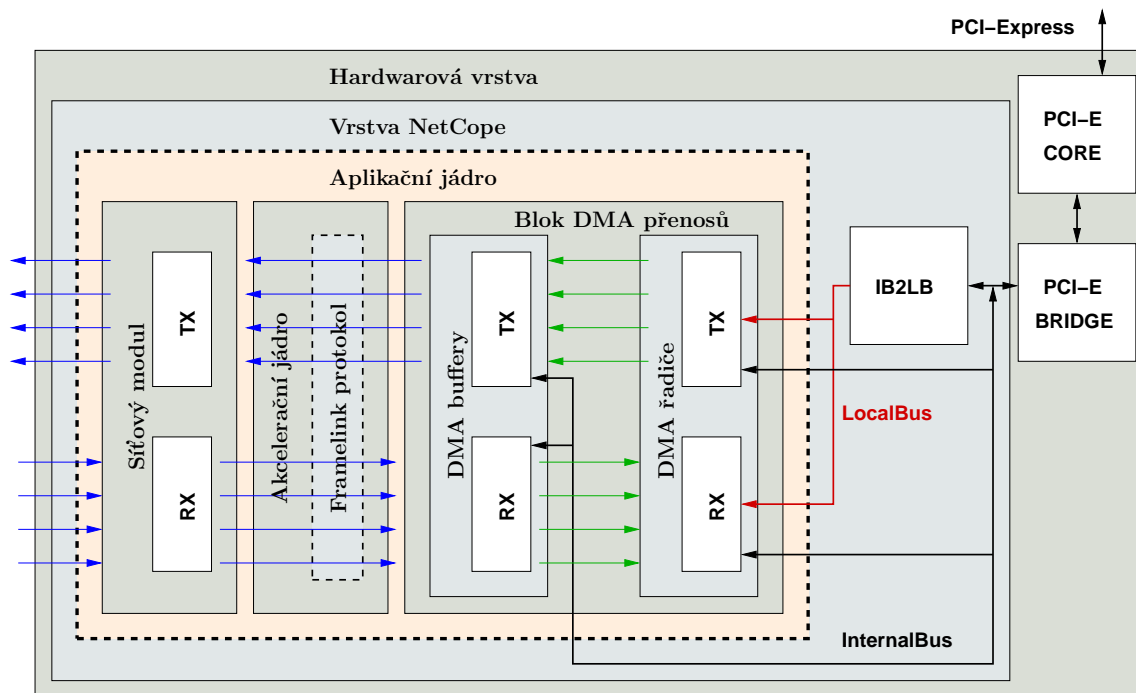 PCI–Express
Hardwarová vrstva
PCI–E
CORE
Vrstva NetCope
Aplikační jádro
Blok DMA přenosů
Síťový modul
TX
RX
Akcelerační jádro
Framelink protokol
DMA buffery
TX
RX
DMA řadiče
TX
RX
IB2LB
PCI–E
BRIDGE
LocalBus
InternalBus